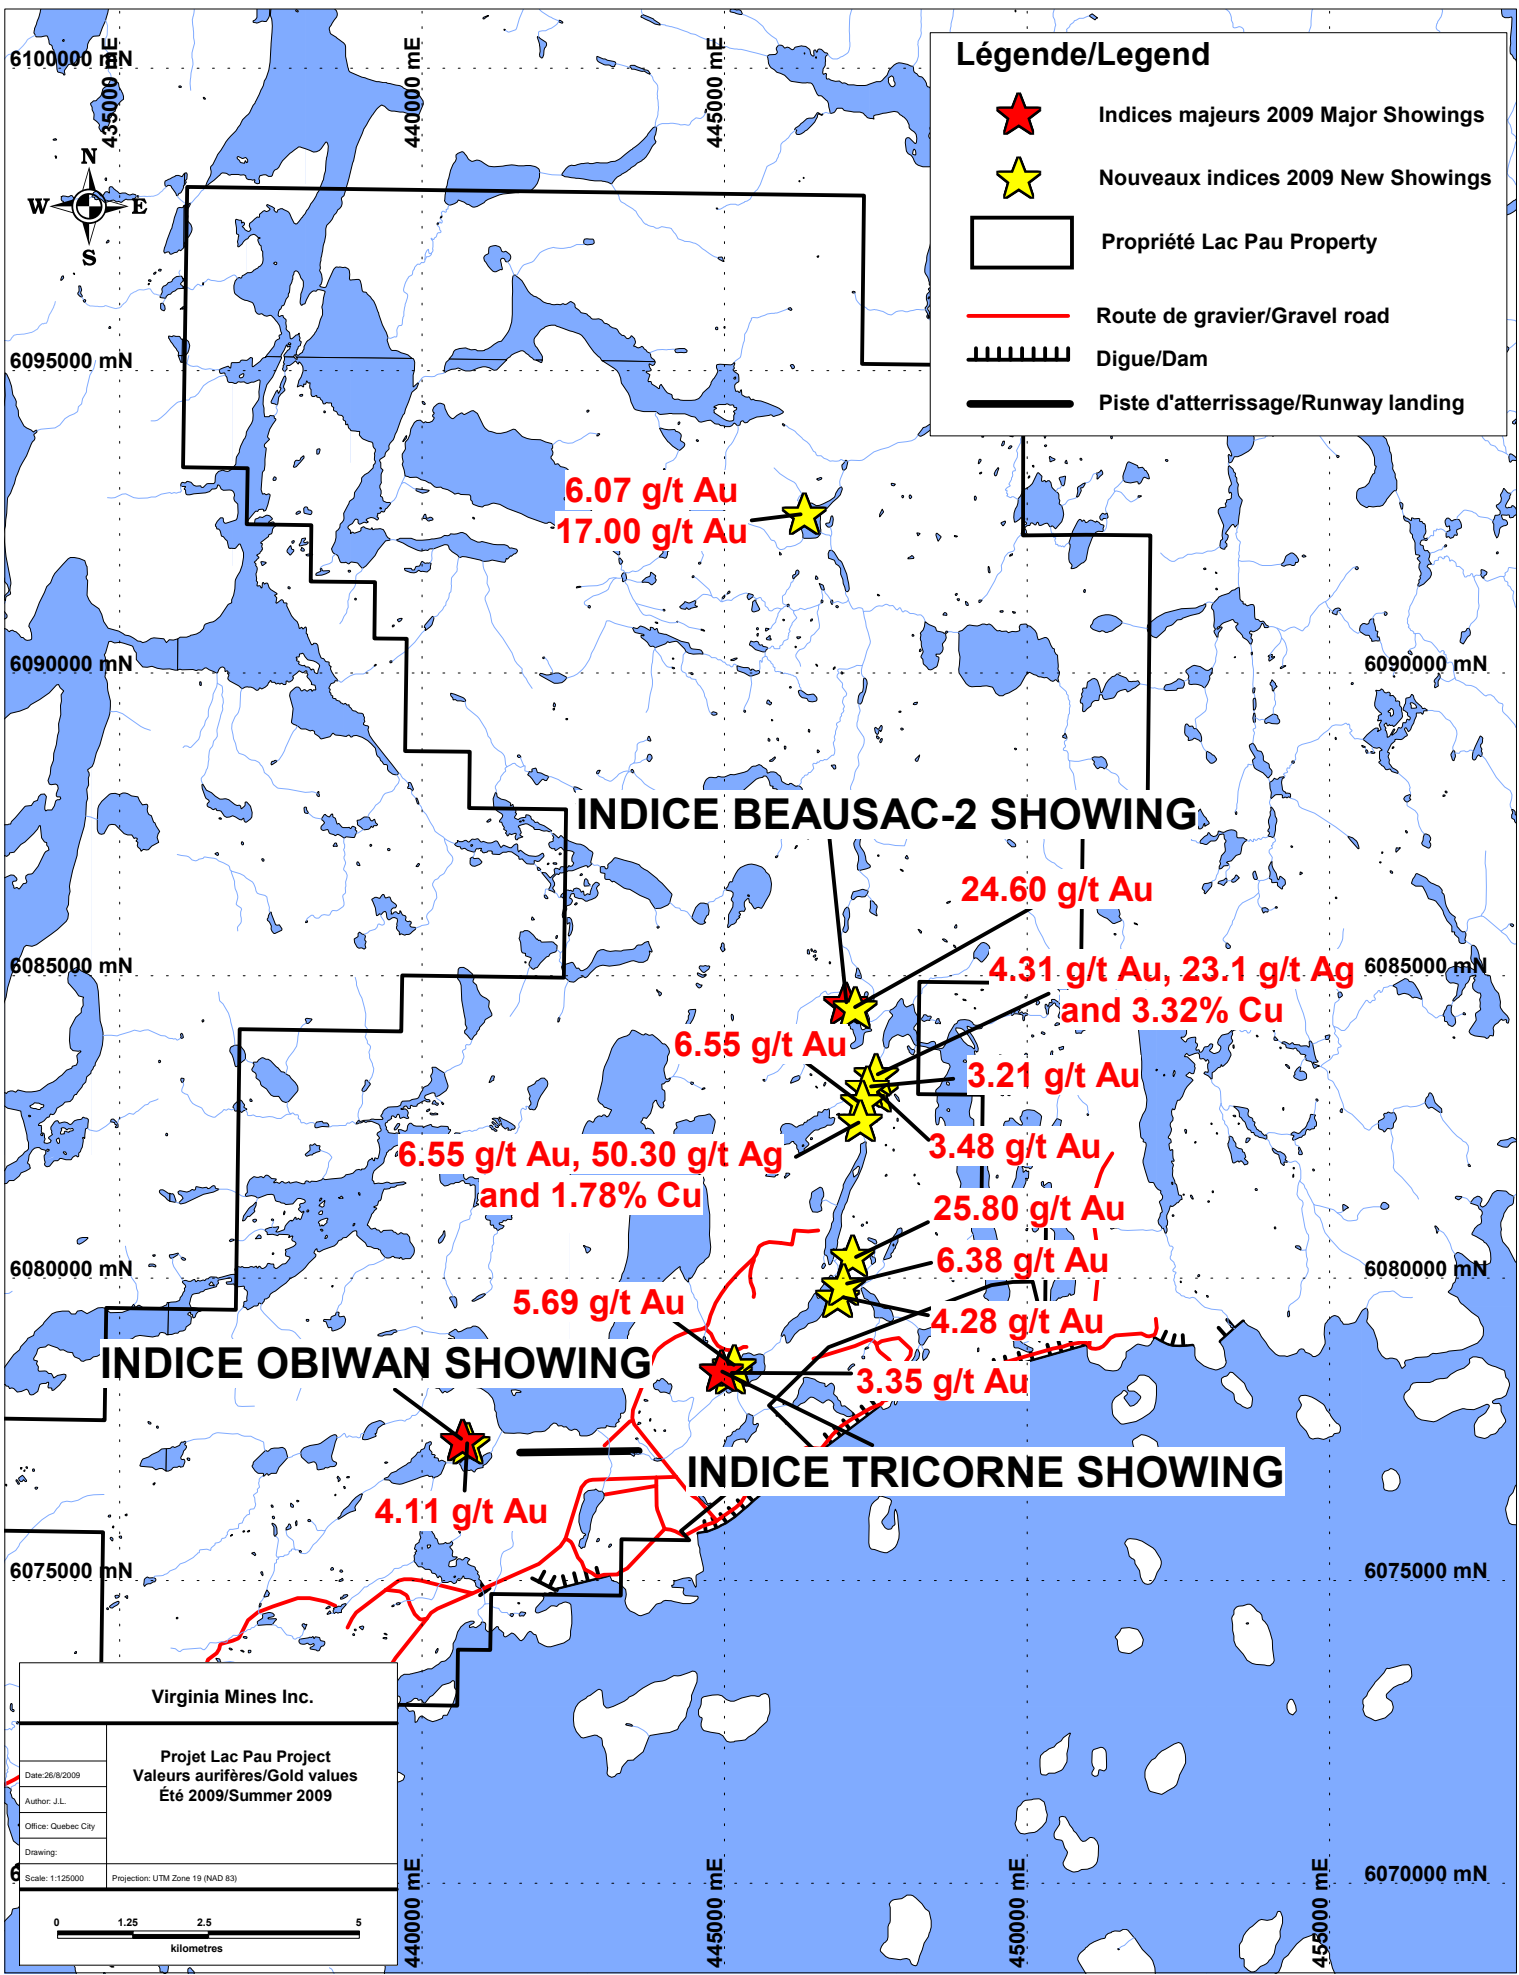 Légende/Legend
Indices majeurs 2009 Major Showings
Nouveaux indices 2009 New Showings
Propriété Lac Pau Property
Route de gravier/Gravel road
Digue/Dam
Piste d'atterrissage/Runway landing
6100000 mN
435000 mE
440000 mE
445000 mE
N
W
E
S
6095000 mN
6.07 g/t Au
17.00 g/t Au
6090000 mN
6090000 mN
INDICE BEAUSAC-2 SHOWING
24.60 g/t Au
6085000 mN
6085000 mN
4.31 g/t Au, 23.1 g/t Ag
and 3.32% Cu
6.55 g/t Au
3.21 g/t Au
3.48 g/t Au
6.55 g/t Au, 50.30 g/t Ag
and 1.78% Cu
25.80 g/t Au
6.38 g/t Au
6080000 mN
6080000 mN
5.69 g/t Au
4.28 g/t Au
INDICE OBIWAN SHOWING
3.35 g/t Au
INDICE TRICORNE SHOWING
4.11 g/t Au
6075000 mN
6075000 mN
Virginia Mines Inc.
Projet Lac Pau Project
Valeurs aurifères/Gold values
Été 2009/Summer 2009
Date:26/8/2009
Author: J.L.
Office: Quebec City
Drawing:
Scale: 1:125000
Projection: UTM Zone 19 (NAD 83)
0 1.25 2.5 5
kilometres
6070000 mN
440000 mE
445000 mE
450000 mE
455000 mE